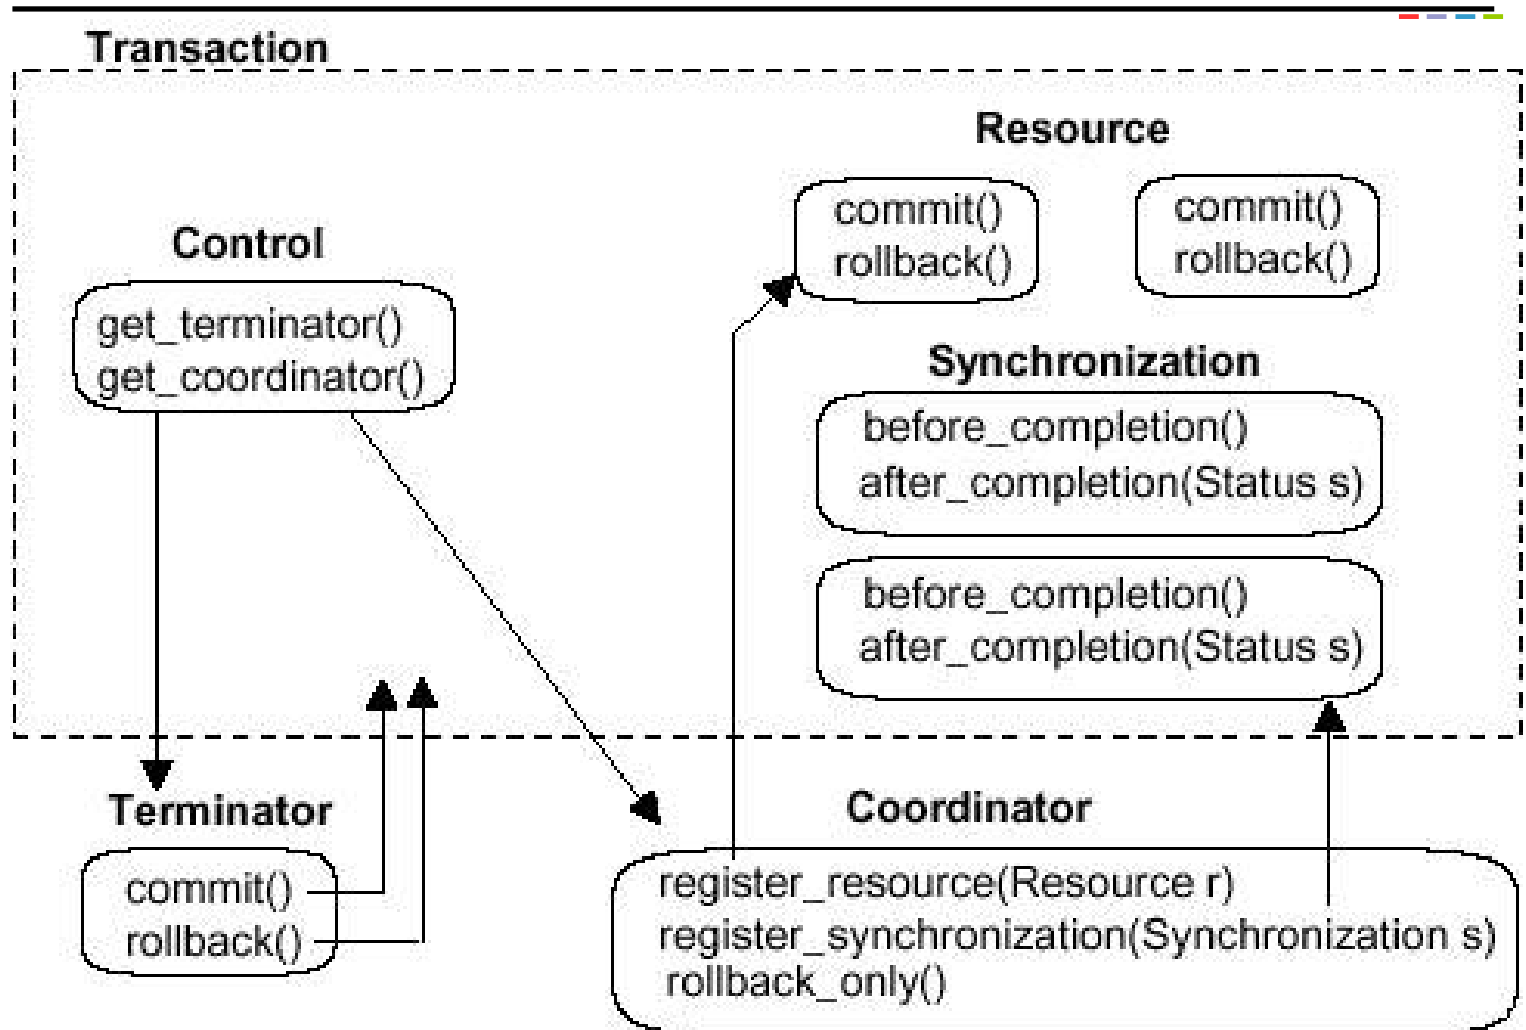 Transaction
Resource
commit()
rollback()
commit()
rollback()
Control
get_terminator()
get_coordinator()
Synchronization
before_completion()
after_completion(Status s)
before_completion()
after_completion(Status s)
Terminator
commit()
rollback()
Coordinator
register_resource(Resource r)
register_synchronization(Synchronization s)
rollback_only()